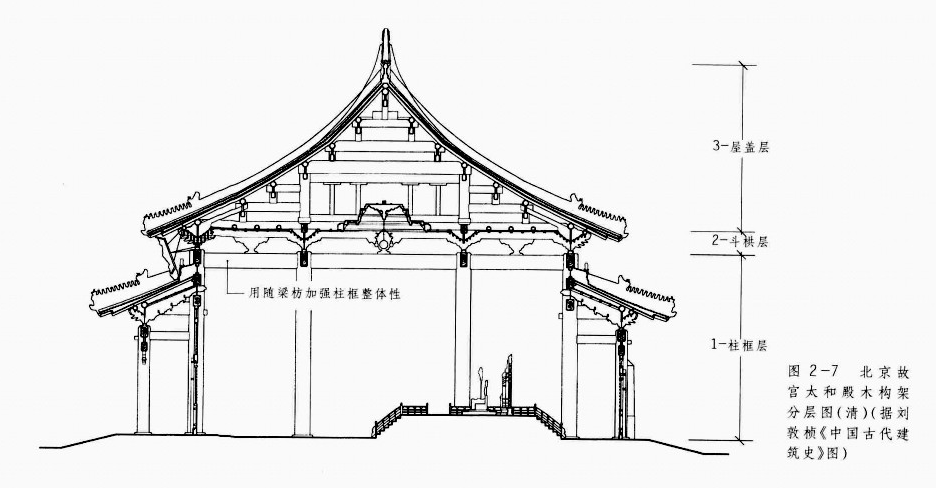 3-屋盖层
2-斗栱层
用随梁枋加强柱框整体性
1-柱框层
图 2-7 北京故
宫太和殿木构架
分层图(清)(据刘
敦桢《中国古代建
筑史》图)